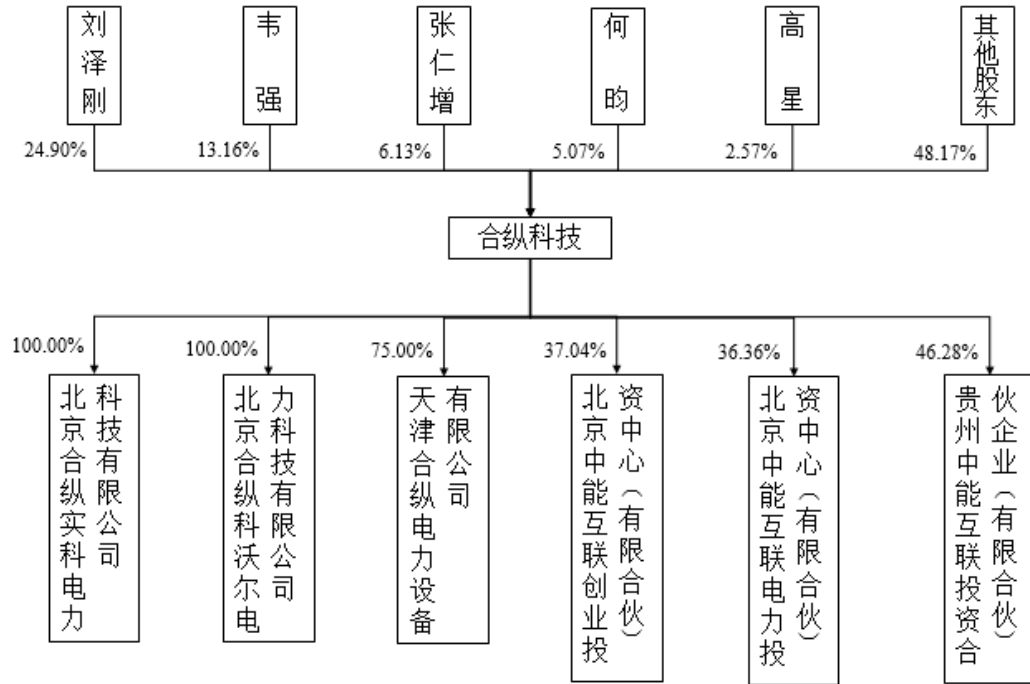 刘泽刚
韦强
张仁增
何昀
高星
其他股东
24.90%
13.16%
6.13%
5.07%
2.57%
48.17%
合纵科技
100.00%
100.00%
75.00%
37.04%
36.36%
46.28%
北京合纵实科电力
科技有限公司
北京合纵科沃尔电
力科技有限公司
天津合纵电力设备
有限公司
北京中能互联创业投
资中心（有限合伙）
北京中能互联电力投
资中心（有限合伙）
贵州中能互联投资合
伙企业（有限合伙）